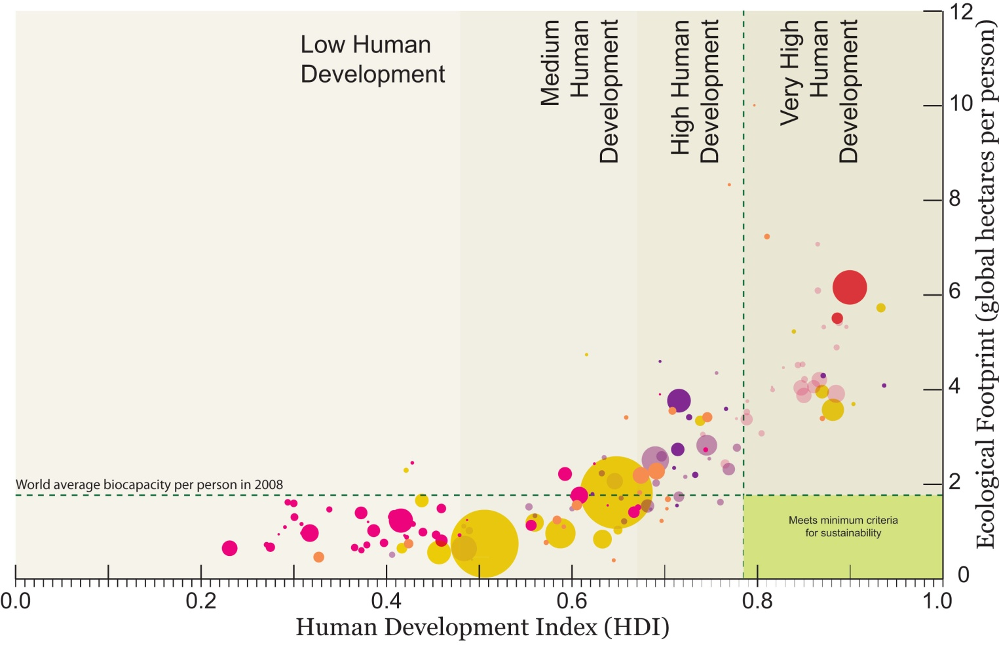 Low Human
Development
Medium
Human
Development
High Human
Development
Very High
Human
Development
12
10
8
6
4
2
0
Ecological Footprint (global hectares per person)
World average biocapacity per person in 2008
Meets minimum criteria
for sustainability
0.0 0.2 0.4 0.6 0.8 1.0
Human Development Index (HDI)